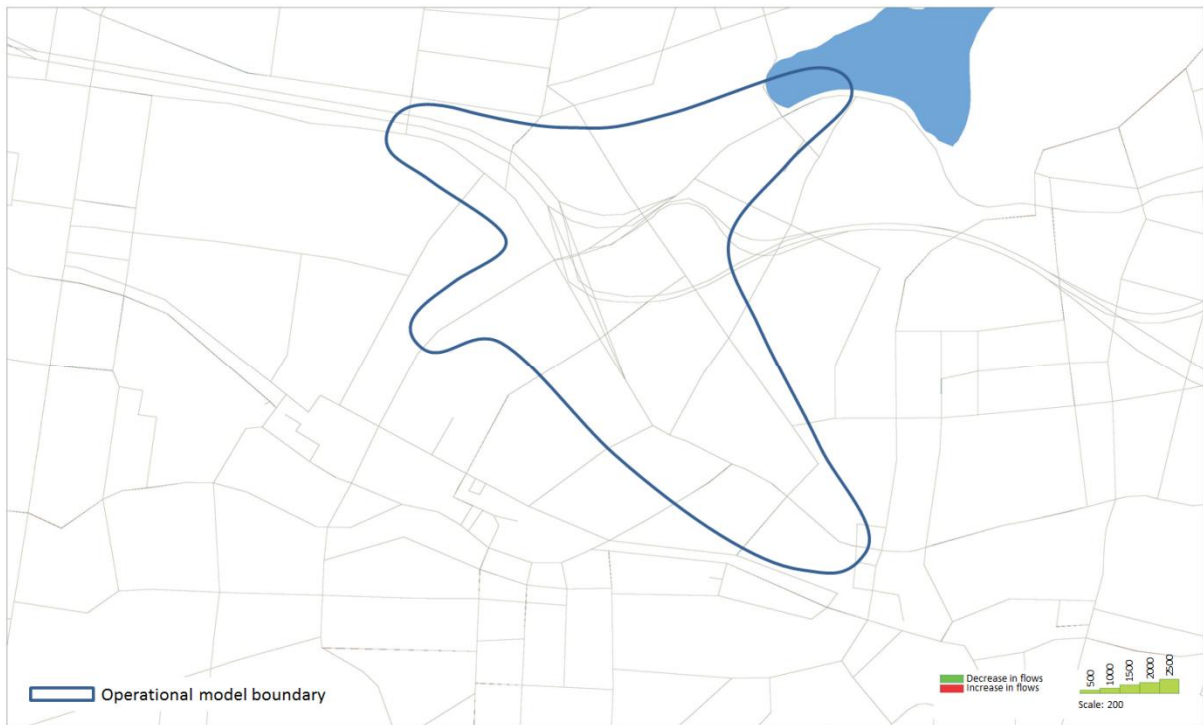 Operational model boundary
Decrease in flows
Increase in flows
500
1000
1500
2000
2500
Scale: 200